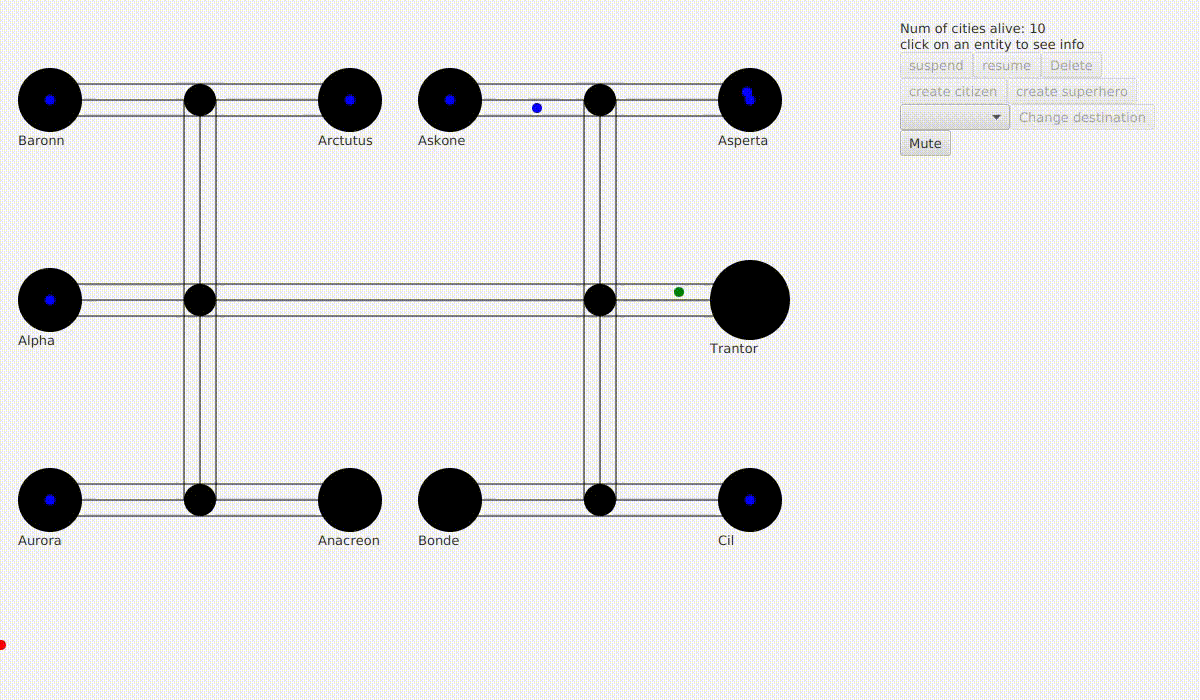 Num of cities alive: 10
click on an entity to see info
suspend resume Delete
create citizen create superhero
Change destination
Mute
Baronn Arctutus Askone Asperta
Alpha
Trantor
Aurora Anacreon Bonde Cil